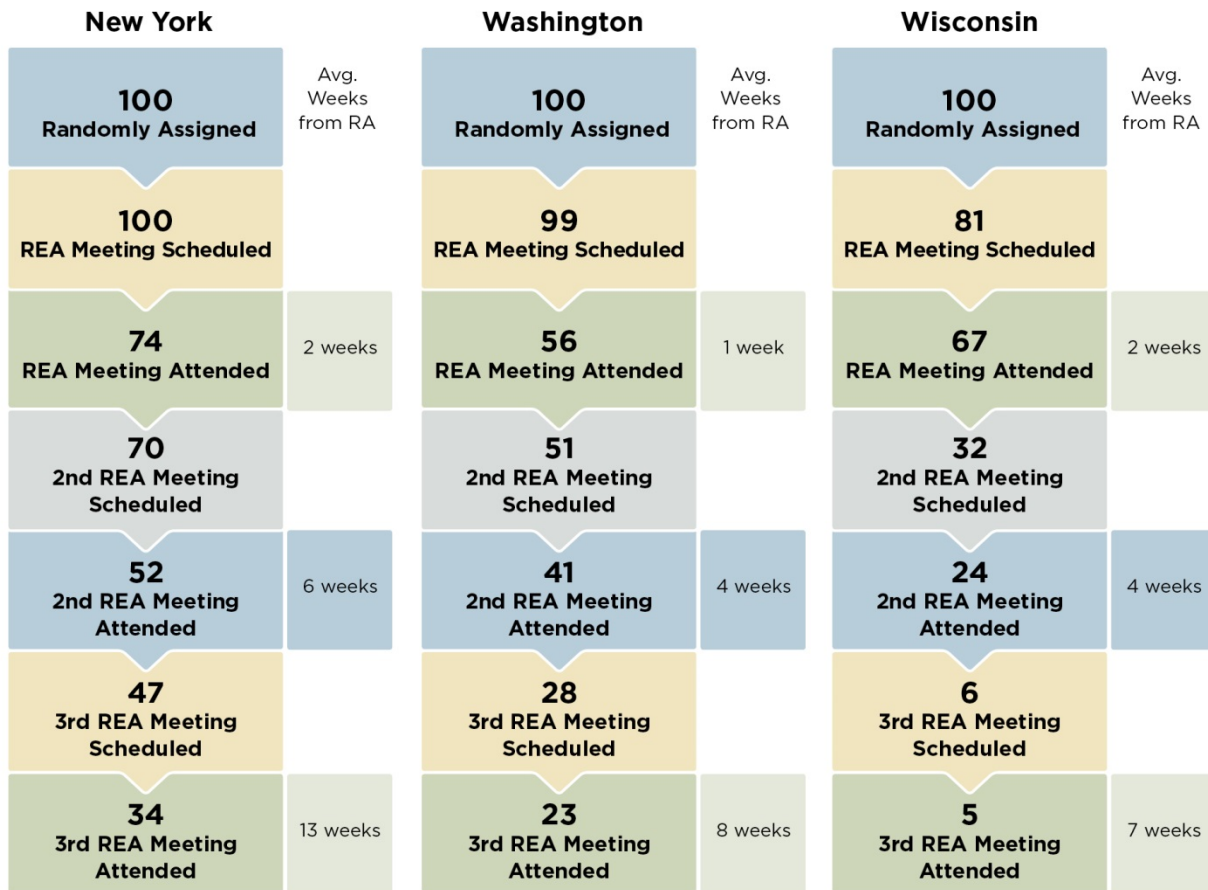 New York
Avg.
Weeks
from RA
100
Randomly Assigned
100
REA Meeting Scheduled
74
REA Meeting Attended
2 weeks
70
2nd REA Meeting
Scheduled
52
2nd REA Meeting
Attended
6 weeks
47
3rd REA Meeting
Scheduled
34
3rd REA Meeting
Attended
13 weeks
Washington
Avg.
Weeks
from RA
100
Randomly Assigned
99
REA Meeting Scheduled
56
REA Meeting Attended
1 week
51
2nd REA Meeting
Scheduled
41
2nd REA Meeting
Attended
4 weeks
28
3rd REA Meeting
Scheduled
23
3rd REA Meeting
Attended
8 weeks
Wisconsin
Avg.
Weeks
from RA
100
Randomly Assigned
81
REA Meeting Scheduled
67
REA Meeting Attended
2 weeks
32
2nd REA Meeting
Scheduled
24
2nd REA Meeting
Attended
4 weeks
6
3rd REA Meeting
Scheduled
5
3rd REA Meeting
Attended
7 weeks